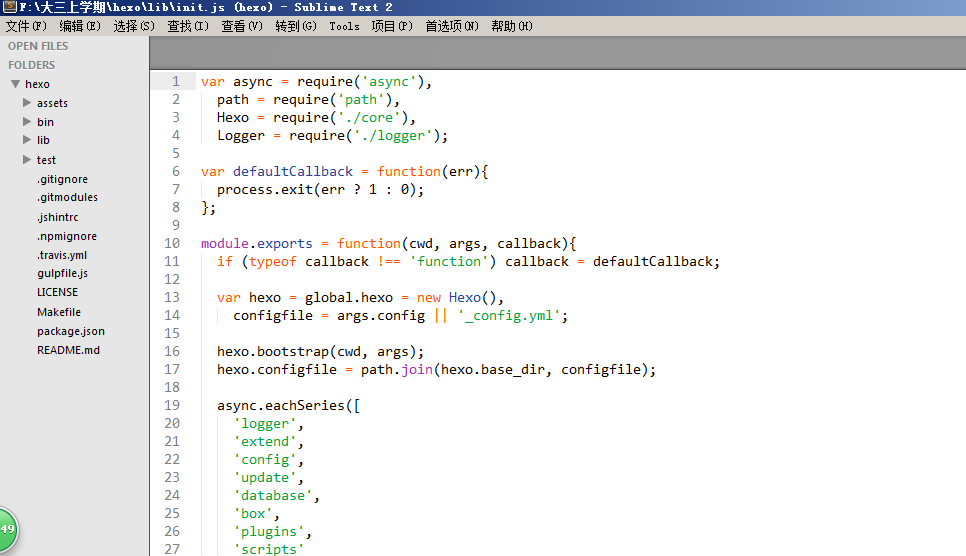 F:\大三上学期\hexo\lib\init.js (hexo) - Sublime Text 2
文件(F) 编辑(E) 选择(S) 查找(I) 查看(V) 转到(G) Tools 项目(P) 首选项(N) 帮助(H)
OPEN FILES
FOLDERS
hexo
assets
bin
lib
test
.gitignore
.gitmodules
.jshintrc
.npmignore
.travis.yml
gulpfile.js
LICENSE
Makefile
package.json
README.md
49
1 var async = require('async'),
2   path = require('path'),
3   Hexo = require('./core'),
4   Logger = require('./logger');
5
6 var defaultCallback = function(err){
7   process.exit(err ? 1 : 0);
8 };
9
10 module.exports = function(cwd, args, callback){
11   if (typeof callback !== 'function') callback = defaultCallback;
12
13   var hexo = global.hexo = new Hexo(),
14     configfile = args.config || '_config.yml';
15
16   hexo.bootstrap(cwd, args);
17   hexo.configfile = path.join(hexo.base_dir, configfile);
18
19   async.eachSeries([
20     'logger',
21     'extend',
22     'config',
23     'update',
24     'database',
25     'box',
26     'plugins',
27     'scripts'